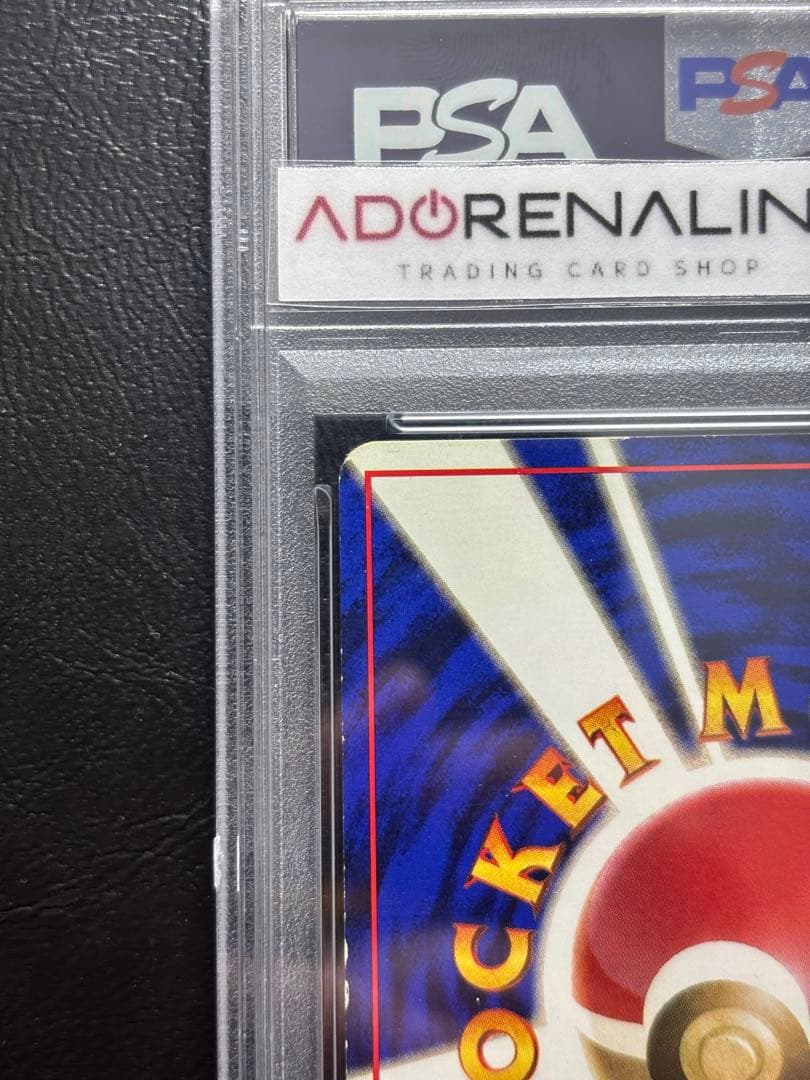 PSA PSA
ADORENALIN
TRADING CARD SHOP
OCKET M